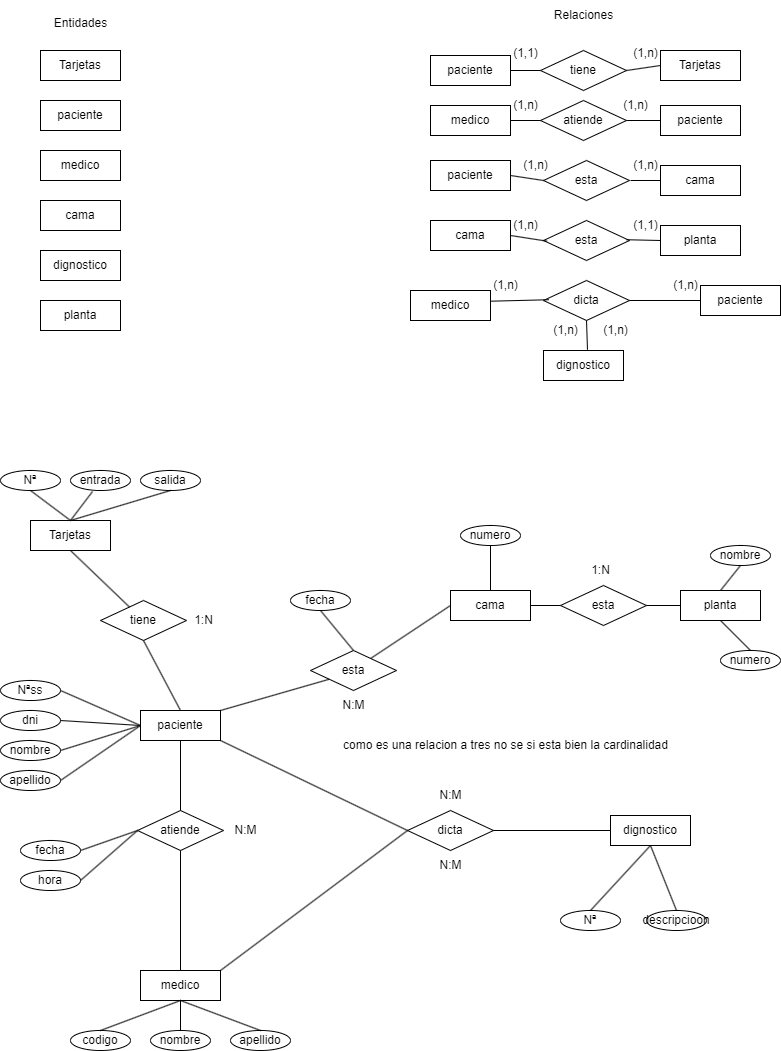 Entidades
Relaciones
Tarjetas
paciente
medico
cama
dignostico
planta
paciente (1,1) tiene (1,n) Tarjetas
medico (1,n) atiende (1,n) paciente
paciente (1,n) esta (1,n) cama
cama (1,n) esta (1,1) planta
medico (1,n) dicta (1,n) paciente
(1,n) (1,n)
dignostico
Nª entrada salida
Tarjetas
numero
nombre
1:N
fecha
cama esta planta
tiene 1:N
numero
esta
N:M
Nªss
dni
nombre
apellido
paciente
como es una relacion a tres no se si esta bien la cardinalidad
N:M
atiende N:M
dicta
dignostico
fecha
hora
N:M
Nª descripcioon
medico
codigo nombre apellido